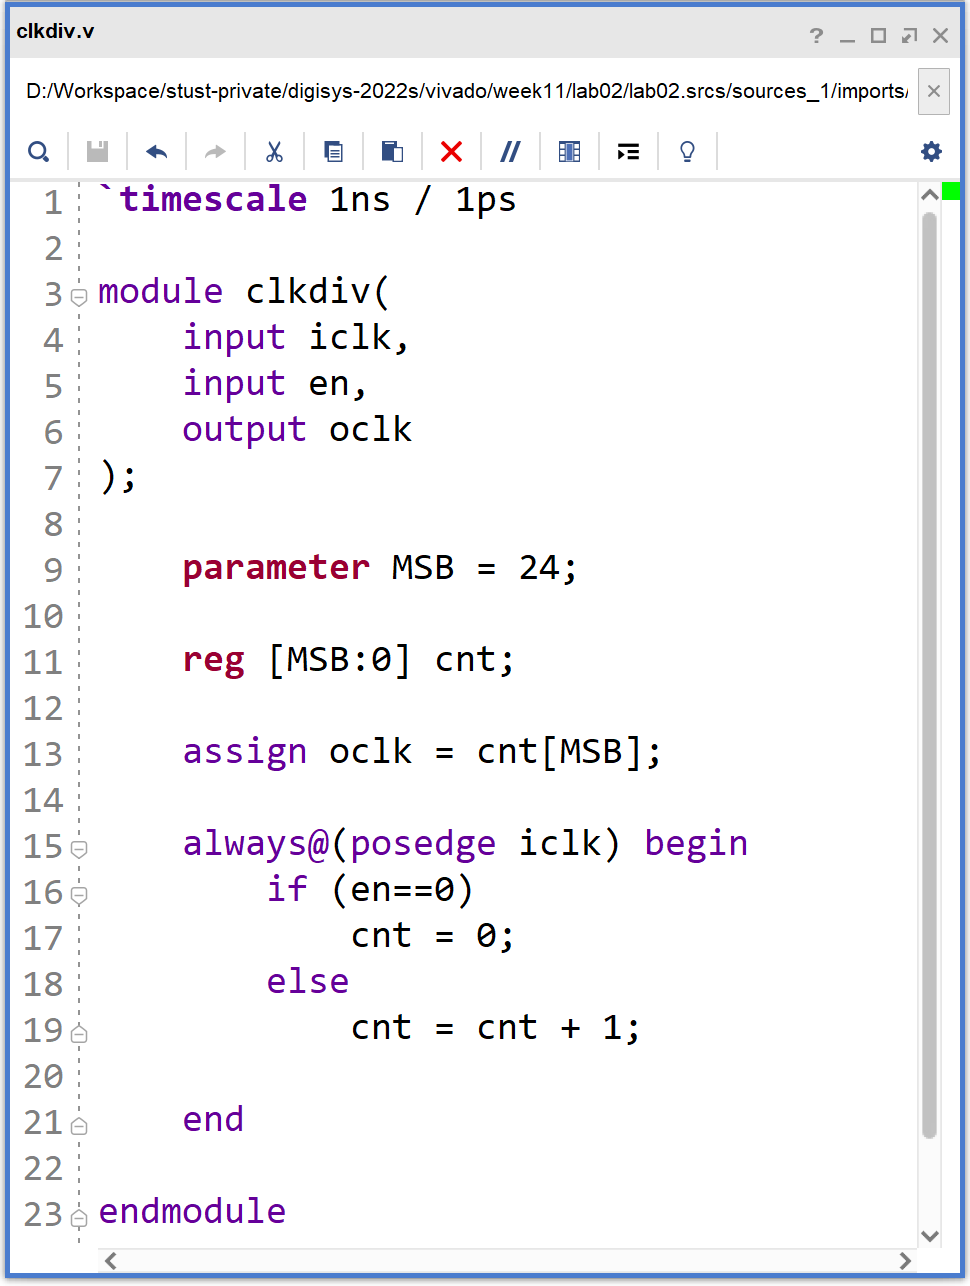 clkdiv.v
D:/Workspace/stust-private/digisys-2022s/vivado/week11/lab02/lab02.srcs/sources_1/imports/
1 `timescale 1ns / 1ps
2
3 module clkdiv(
4     input iclk,
5     input en,
6     output oclk
7 );
8
9     parameter MSB = 24;
10
11     reg [MSB:0] cnt;
12
13     assign oclk = cnt[MSB];
14
15     always@(posedge iclk) begin
16         if (en==0)
17             cnt = 0;
18         else
19             cnt = cnt + 1;
20
21     end
22
23 endmodule